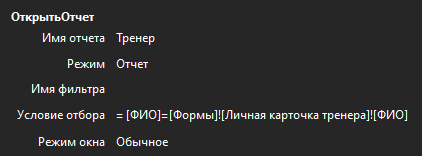 ОткрытьОтчет
Имя отчета Тренер
Режим Отчет
Имя фильтра
Условие отбора = [ФИО]=[Формы]![Личная карточка тренера]![ФИО]
Режим окна Обычное